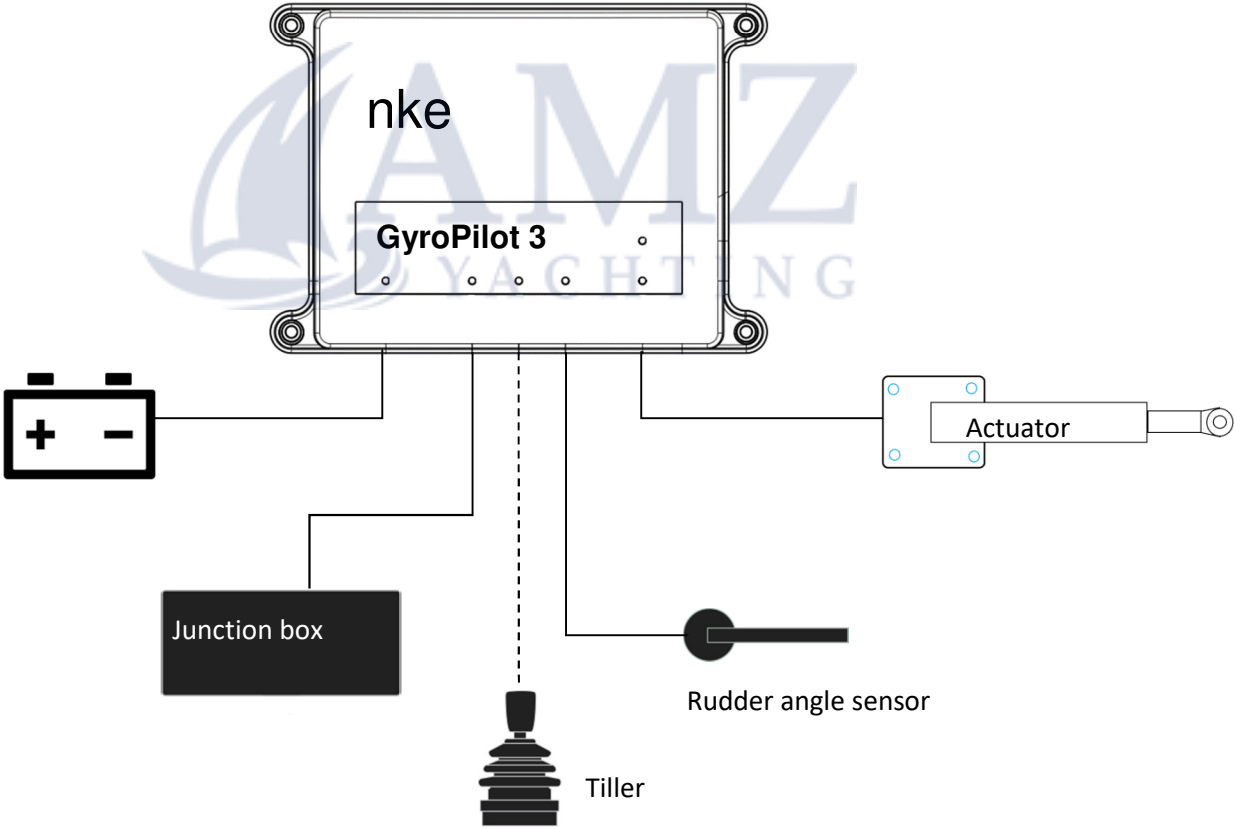 AMZ
YACHTING
nke
GyroPilot 3
+ -
Actuator
Junction box
Rudder angle sensor
Tiller